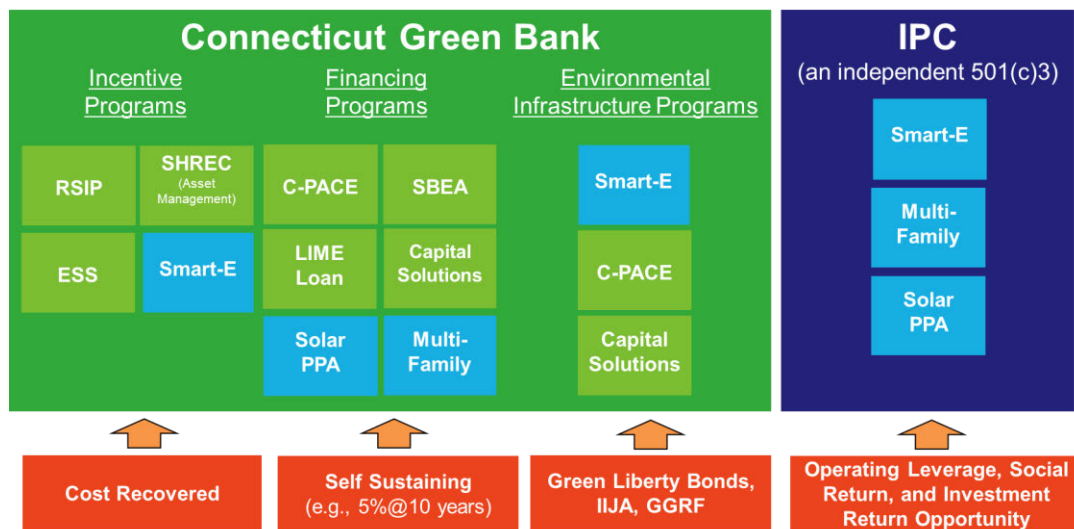 Connecticut Green Bank
Incentive
Programs
RSIP
SHREC
(Asset
Management)
ESS
Smart-E
Financing
Programs
C-PACE
SBEA
LIME
Loan
Capital
Solutions
Solar
PPA
Multi-
Family
Environmental
Infrastructure Programs
Smart-E
C-PACE
Capital
Solutions
IPC
(an independent 501(c)3)
Smart-E
Multi-
Family
Solar
PPA
Cost Recovered
Self Sustaining
(e.g., 5%@10 years)
Green Liberty Bonds,
IIJA, GGRF
Operating Leverage, Social
Return, and Investment
Return Opportunity